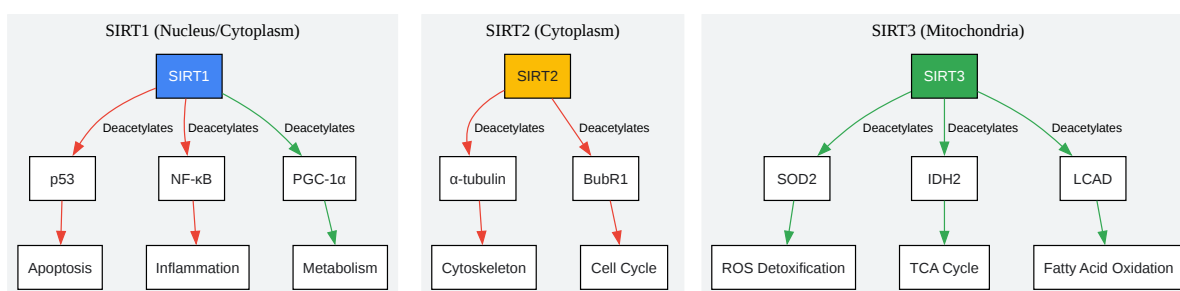 SIRT1 (Nucleus/Cytoplasm)
SIRT1
Deacetylates
Deacetylates
Deacetylates
p53
NF-κB
PGC-1α
Apoptosis
Inflammation
Metabolism
SIRT2 (Cytoplasm)
SIRT2
Deacetylates
Deacetylates
α-tubulin
BubR1
Cytoskeleton
Cell Cycle
SIRT3 (Mitochondria)
SIRT3
Deacetylates
Deacetylates
Deacetylates
SOD2
IDH2
LCAD
ROS Detoxification
TCA Cycle
Fatty Acid Oxidation